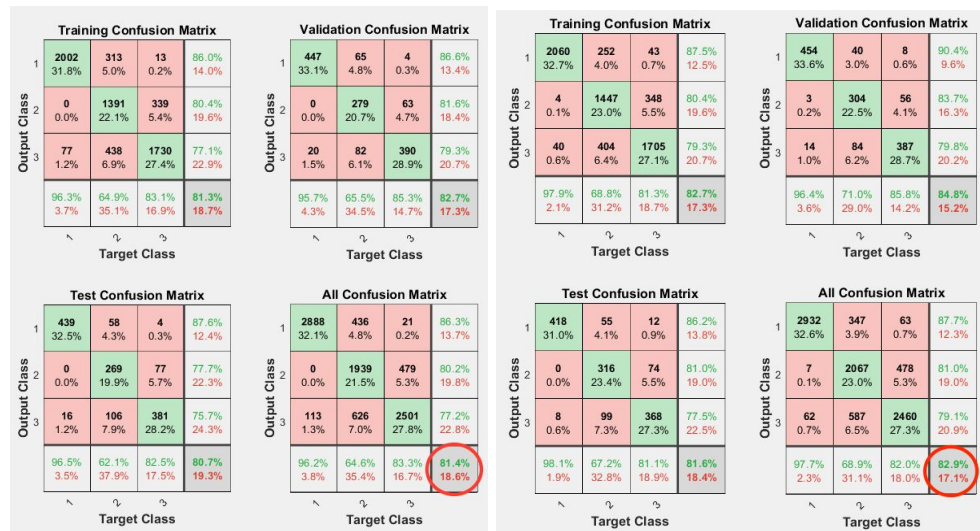 Training Confusion Matrix
Output Class
1
2002 313 13 86.0%
31.8% 5.0% 0.2% 14.0%
2
0 1391 339 80.4%
0.0% 22.1% 5.4% 19.6%
3
77 438 1730 77.1%
1.2% 6.9% 27.4% 22.9%
96.3% 64.9% 83.1% 81.3%
3.7% 35.1% 16.9% 18.7%
1 2 3
Target Class
Validation Confusion Matrix
1
447 65 4 86.6%
33.1% 4.8% 0.3% 13.4%
2
0 279 63 81.6%
0.0% 20.7% 4.7% 18.4%
3
20 82 390 79.3%
1.5% 6.1% 28.9% 20.7%
95.7% 65.5% 85.3% 82.7%
4.3% 34.5% 14.7% 17.3%
1 2 3
Target Class
Output Class
Training Confusion Matrix
Output Class
1
2060 252 43 87.5%
32.7% 4.0% 0.7% 12.5%
2
4 1447 348 80.4%
0.1% 23.0% 5.5% 19.6%
3
40 404 1705 79.3%
0.6% 6.4% 27.1% 20.7%
97.9% 68.8% 81.3% 82.7%
2.1% 31.2% 18.7% 17.3%
1 2 3
Target Class
Validation Confusion Matrix
Output Class
1
454 40 8 90.4%
33.6% 3.0% 0.6% 9.6%
2
3 304 56 83.7%
0.2% 22.5% 4.1% 16.3%
3
14 84 387 79.8%
1.0% 6.2% 28.7% 20.2%
96.4% 71.0% 85.8% 84.8%
3.6% 29.0% 14.2% 15.2%
1 2 3
Target Class
Test Confusion Matrix
Output Class
1
439 58 4 87.6%
32.5% 4.3% 0.3% 12.4%
2
0 269 77 77.7%
0.0% 19.9% 5.7% 22.3%
3
16 106 381 75.7%
1.2% 7.9% 28.2% 24.3%
96.5% 62.1% 82.5% 80.7%
3.5% 37.9% 17.5% 19.3%
1 2 3
Target Class
All Confusion Matrix
Output Class
1
2888 436 21 86.3%
32.1% 4.8% 0.2% 13.7%
2
0 1939 479 80.2%
0.0% 21.5% 5.3% 19.8%
3
113 626 2501 77.2%
1.3% 7.0% 27.8% 22.8%
96.2% 64.6% 83.3% 81.4%
3.8% 35.4% 16.7% 18.6%
1 2 3
Target Class
Test Confusion Matrix
Output Class
1
418 55 12 86.2%
31.0% 4.1% 0.9% 13.8%
2
0 316 74 81.0%
0.0% 23.4% 5.5% 19.0%
3
8 99 368 77.5%
0.6% 7.3% 27.3% 22.5%
98.1% 67.2% 81.1% 81.6%
1.9% 32.8% 18.9% 18.4%
1 2 3
Target Class
All Confusion Matrix
Output Class
1
2932 347 63 87.7%
32.6% 3.9% 0.7% 12.3%
2
7 2067 478 81.0%
0.1% 23.0% 5.3% 19.0%
3
62 587 2460 79.1%
0.7% 6.5% 27.3% 20.9%
97.7% 68.9% 82.0% 82.9%
2.3% 31.1% 18.0% 17.1%
1 2 3
Target Class